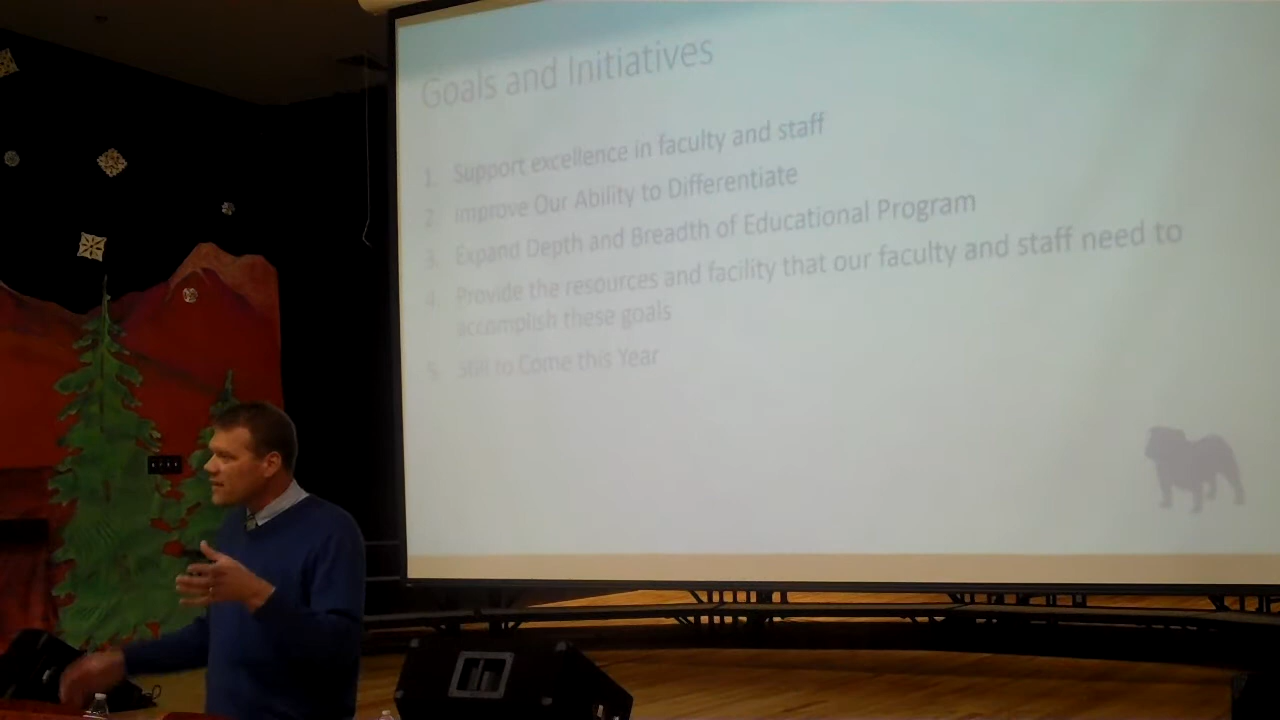 Goals and Initiatives
1. Support excellence in faculty and staff
2. Improve Our Ability to Differentiate
3. Expand Depth and Breadth of Educational Program
4. Provide the resources and facility that our faculty and staff need to
accomplish these goals
5. Still to Come this Year